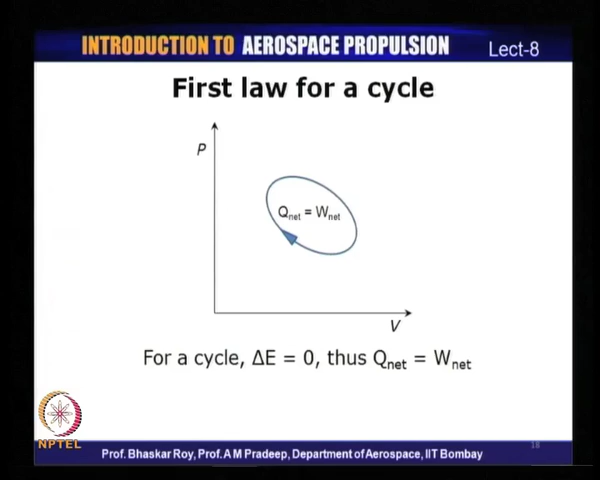 INTRODUCTION TO AEROSPACE PROPULSION Lect-8
First law for a cycle
P
Qnet = Wnet
V
For a cycle, ΔE = 0, thus Qnet = Wnet
NPTEL
18
Prof. Bhaskar Roy, Prof. A M Pradeep, Department of Aerospace, IIT Bombay